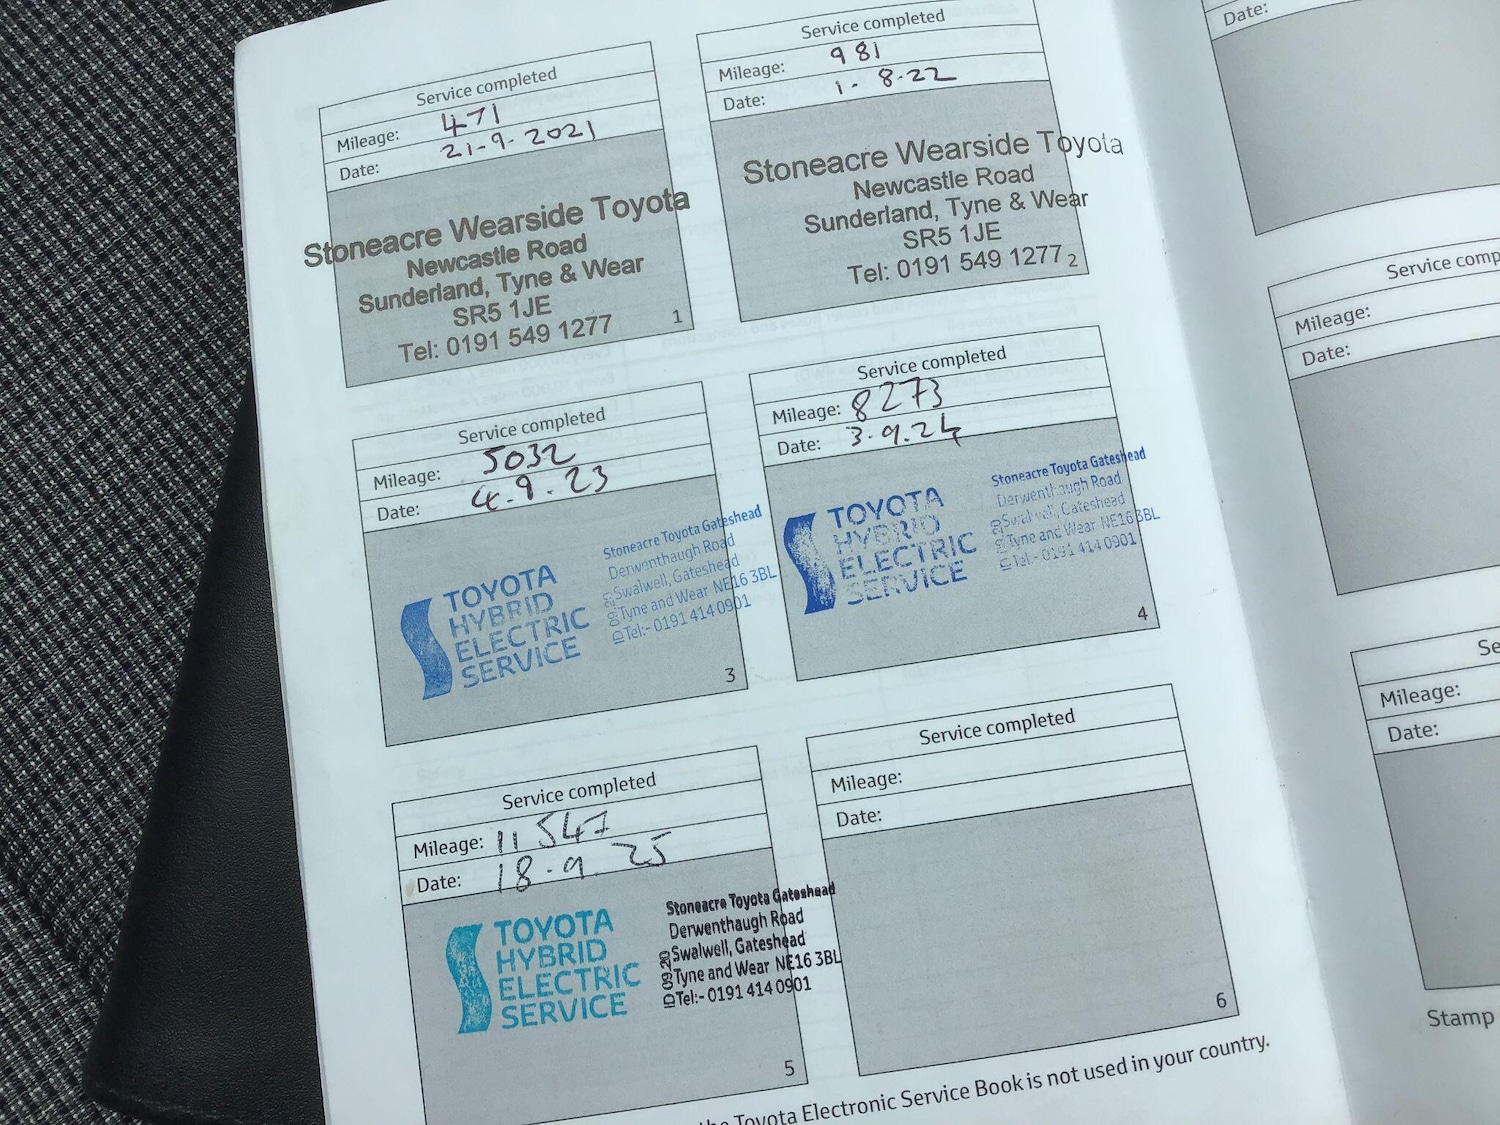 Service completed
Mileage: 471
Date: 21-9-2021
Stoneacre Wearside Toyota
Newcastle Road
Sunderland, Tyne & Wear
SR5 1JE
Tel: 0191 549 1277
1
Service completed
Mileage: 981
Date: 1-8-22
Stoneacre Wearside Toyota
Newcastle Road
Sunderland, Tyne & Wear
SR5 1JE
Tel: 0191 549 1277
2
Service completed
Mileage: 5032
Date: 4.9.23
TOYOTA
HYBRID
ELECTRIC
SERVICE
Stoneacre Toyota Gateshead
Derwenthaugh Road
Swalwell, Gateshead
Tyne and Wear NE16 3BL
Tel:- 0191 414 0901
3
Service completed
Mileage: 8273
Date: 3.9.24
TOYOTA
HYBRID
ELECTRIC
SERVICE
Stoneacre Toyota Gateshead
Derwenthaugh Road
Swalwell, Gateshead
Tyne and Wear NE16 3BL
Tel:- 0191 414 0901
4
Service completed
Mileage: 11547
Date: 18.9.25
TOYOTA
HYBRID
ELECTRIC
SERVICE
Stoneacre Toyota Gateshead
Derwenthaugh Road
Swalwell, Gateshead
Tyne and Wear NE16 3BL
Tel:- 0191 414 0901
ID 09 20
5
Service completed
Mileage:
Date:
6
the Toyota Electronic Service Book is not used in your country.
Date:
Service comp
Mileage:
Date:
Se
Mileage:
Date:
Stamp